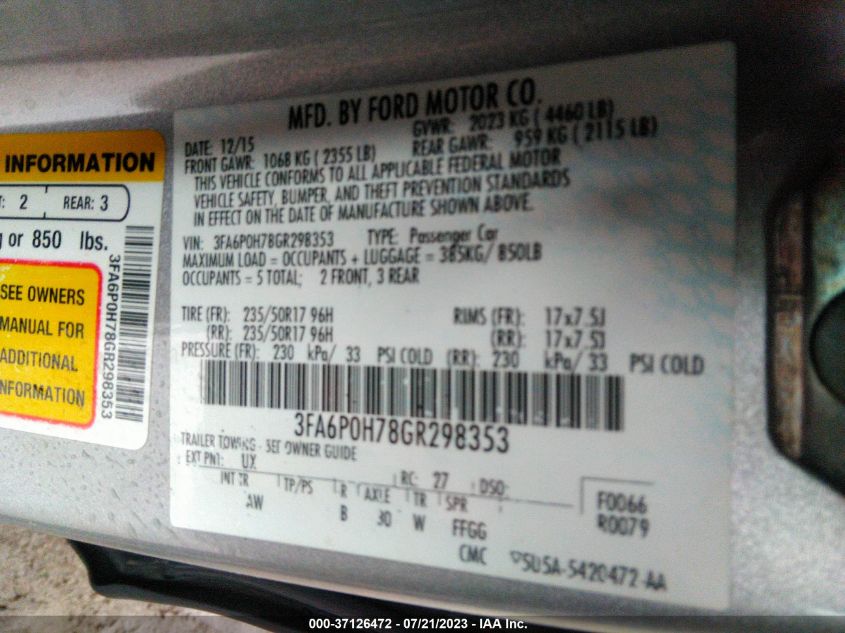 INFORMATION
2 REAR: 3
or 850 lbs.
SEE OWNERS
MANUAL FOR
ADDITIONAL
INFORMATION
3FA6P0H78GR298353
MFD. BY FORD MOTOR CO.
DATE: 12/15 GVWR: 2023 KG ( 4460 LB)
FRONT GAWR: 1068 KG ( 2355 LB) REAR GAWR: 959 KG ( 2115 LB)
THIS VEHICLE CONFORMS TO ALL APPLICABLE FEDERAL MOTOR
VEHICLE SAFETY, BUMPER, AND THEFT PREVENTION STANDARDS
IN EFFECT ON THE DATE OF MANUFACTURE SHOWN ABOVE.
VIN: 3FA6P0H78GR298353 TYPE: Passenger Car
MAXIMUM LOAD = OCCUPANTS + LUGGAGE = 385KG/ 850LB
OCCUPANTS = 5 TOTAL; 2 FRONT, 3 REAR
TIRE (FR): 235/50R17 96H RIMS (FR): 17x7.5J
(RR): 235/50R17 96H (RR): 17x7.5J
PRESSURE (FR): 230 kPa/ 33 PSI COLD (RR): 230 kPa/ 33 PSI COLD
3FA6P0H78GR298353
TRAILER TOWING - SEE OWNER GUIDE
EXT PNT: UX RC: 27 DSO:
INT TR TP/PS R AXLE TR SPR
AW B 30 W FFGG
F0066
R0079
CMC 5U5A-5420472-AA
000-37126472 - 07/21/2023 - IAA Inc.